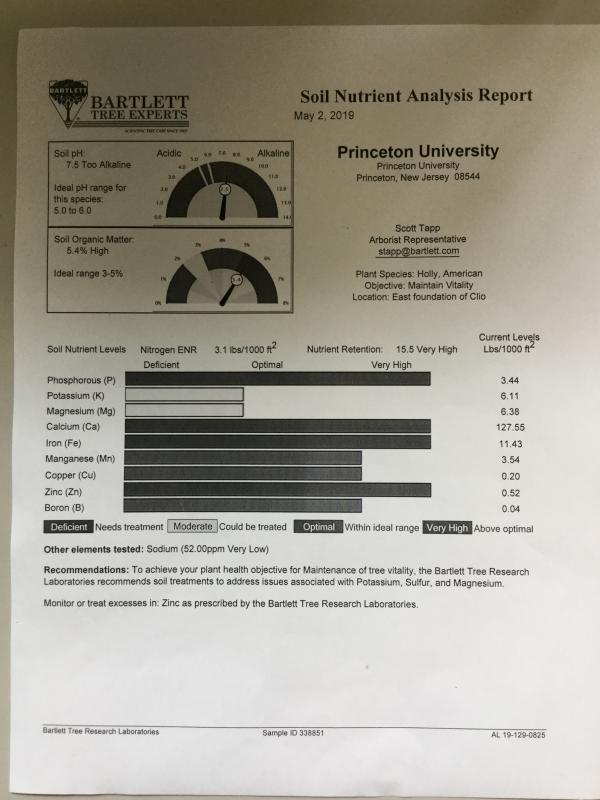 BARTLETT
BARTLETT
TREE EXPERTS
SCIENTIFIC TREE CARE SINCE 1907
Soil Nutrient Analysis Report
May 2, 2019
Soil pH:
7.5 Too Alkaline
Ideal pH range for
this species:
5.0 to 6.0
Acidic
Alkaline
0.0
1.0
2.0
3.0
4.0
5.0
6.0
7.0
8.0
9.0
10.0
11.0
12.0
13.0
14.0
7.5
Princeton University
Princeton University
Princeton, New Jersey 08544
Soil Organic Matter:
5.4% High
Ideal range 3-5%
0%
1%
2%
3%
4%
5%
6%
7%
8%
5.4
Scott Tapp
Arborist Representative
stapp@bartlett.com
Plant Species: Holly, American
Objective: Maintain Vitality
Location: East foundation of Clio
Soil Nutrient Levels Nitrogen ENR 3.1 lbs/1000 ft2 Nutrient Retention: 15.5 Very High
Current Levels
Lbs/1000 ft2
Deficient Optimal Very High
Phosphorous (P) 3.44
Potassium (K) 6.11
Magnesium (Mg) 6.38
Calcium (Ca) 127.55
Iron (Fe) 11.43
Manganese (Mn) 3.54
Copper (Cu) 0.20
Zinc (Zn) 0.52
Boron (B) 0.04
Deficient Needs treatment Moderate Could be treated Optimal Within ideal range Very High Above optimal
Other elements tested: Sodium (52.00ppm Very Low)
Recommendations: To achieve your plant health objective for Maintenance of tree vitality, the Bartlett Tree Research
Laboratories recommends soil treatments to address issues associated with Potassium, Sulfur, and Magnesium.
Monitor or treat excesses in: Zinc as prescribed by the Bartlett Tree Research Laboratories.
Bartlett Tree Research Laboratories Sample ID 338851 AL 19-129-0825